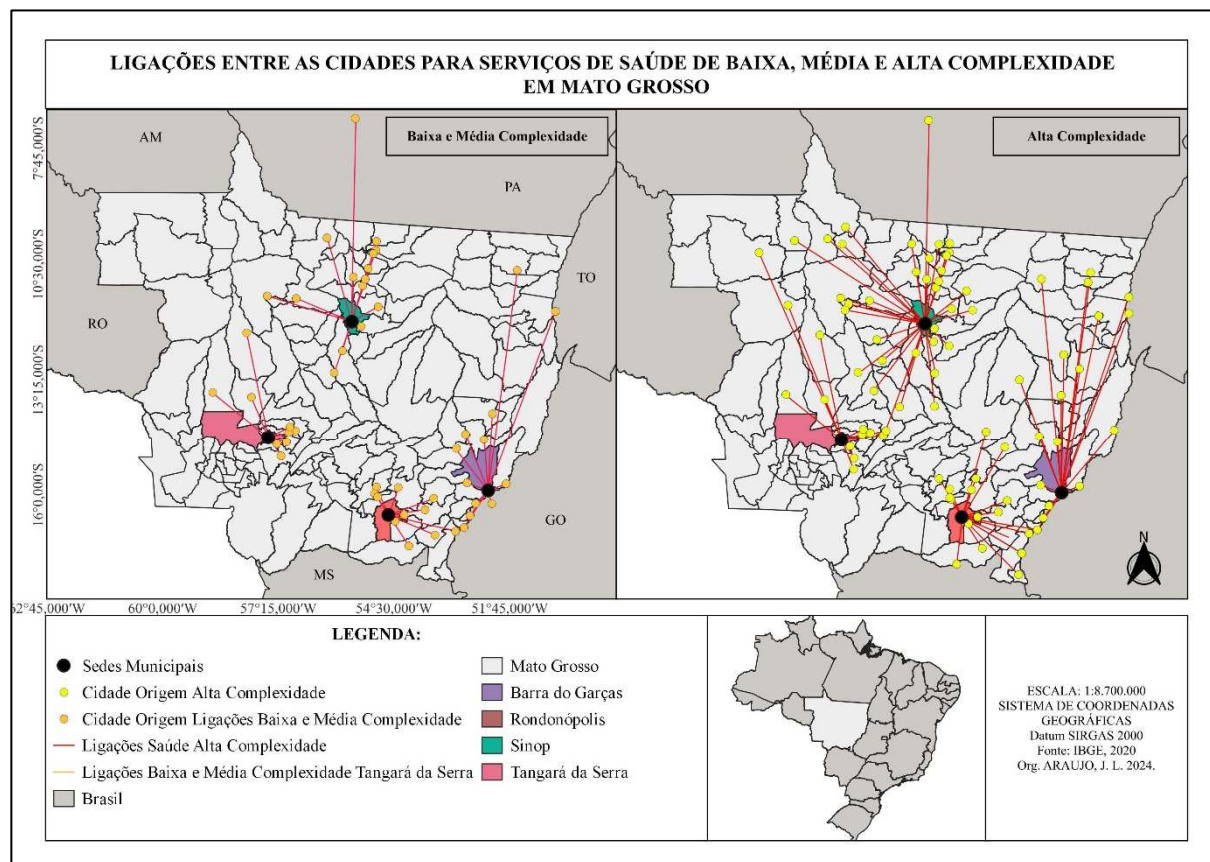 LIGAÇÕES ENTRE AS CIDADES PARA SERVIÇOS DE SAÚDE DE BAIXA, MÉDIA E ALTA COMPLEXIDADE
EM MATO GROSSO
Baixa e Média Complexidade
Alta Complexidade
AM
PA
TO
RO
GO
MS
N
7°45,000'S
10°30,000'S
13°15,000'S
16°0,000'S
62°45,000'W
60°0,000'W
57°15,000'W
54°30,000'W
51°45,000'W
LEGENDA:
Sedes Municipais
Cidade Origem Alta Complexidade
Cidade Origem Ligações Baixa e Média Complexidade
Ligações Saúde Alta Complexidade
Ligações Baixa e Média Complexidade Tangará da Serra
Brasil
Mato Grosso
Barra do Garças
Rondonópolis
Sinop
Tangará da Serra
ESCALA: 1:8.700.000
SISTEMA DE COORDENADAS
GEOGRÁFICAS
Datum SIRGAS 2000
Fonte: IBGE, 2020
Org. ARAUJO, J. L. 2024.